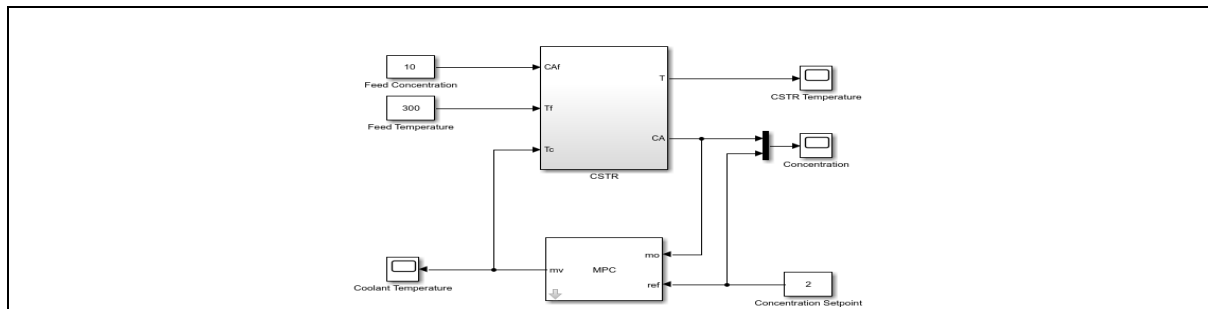 10
CAf
Feed Concentration
T
CSTR Temperature
300
Tf
Feed Temperature
CA
Tc
Concentration
CSTR
mo
mv
MPC
ref
2
Coolant Temperature
Concentration Setpoint